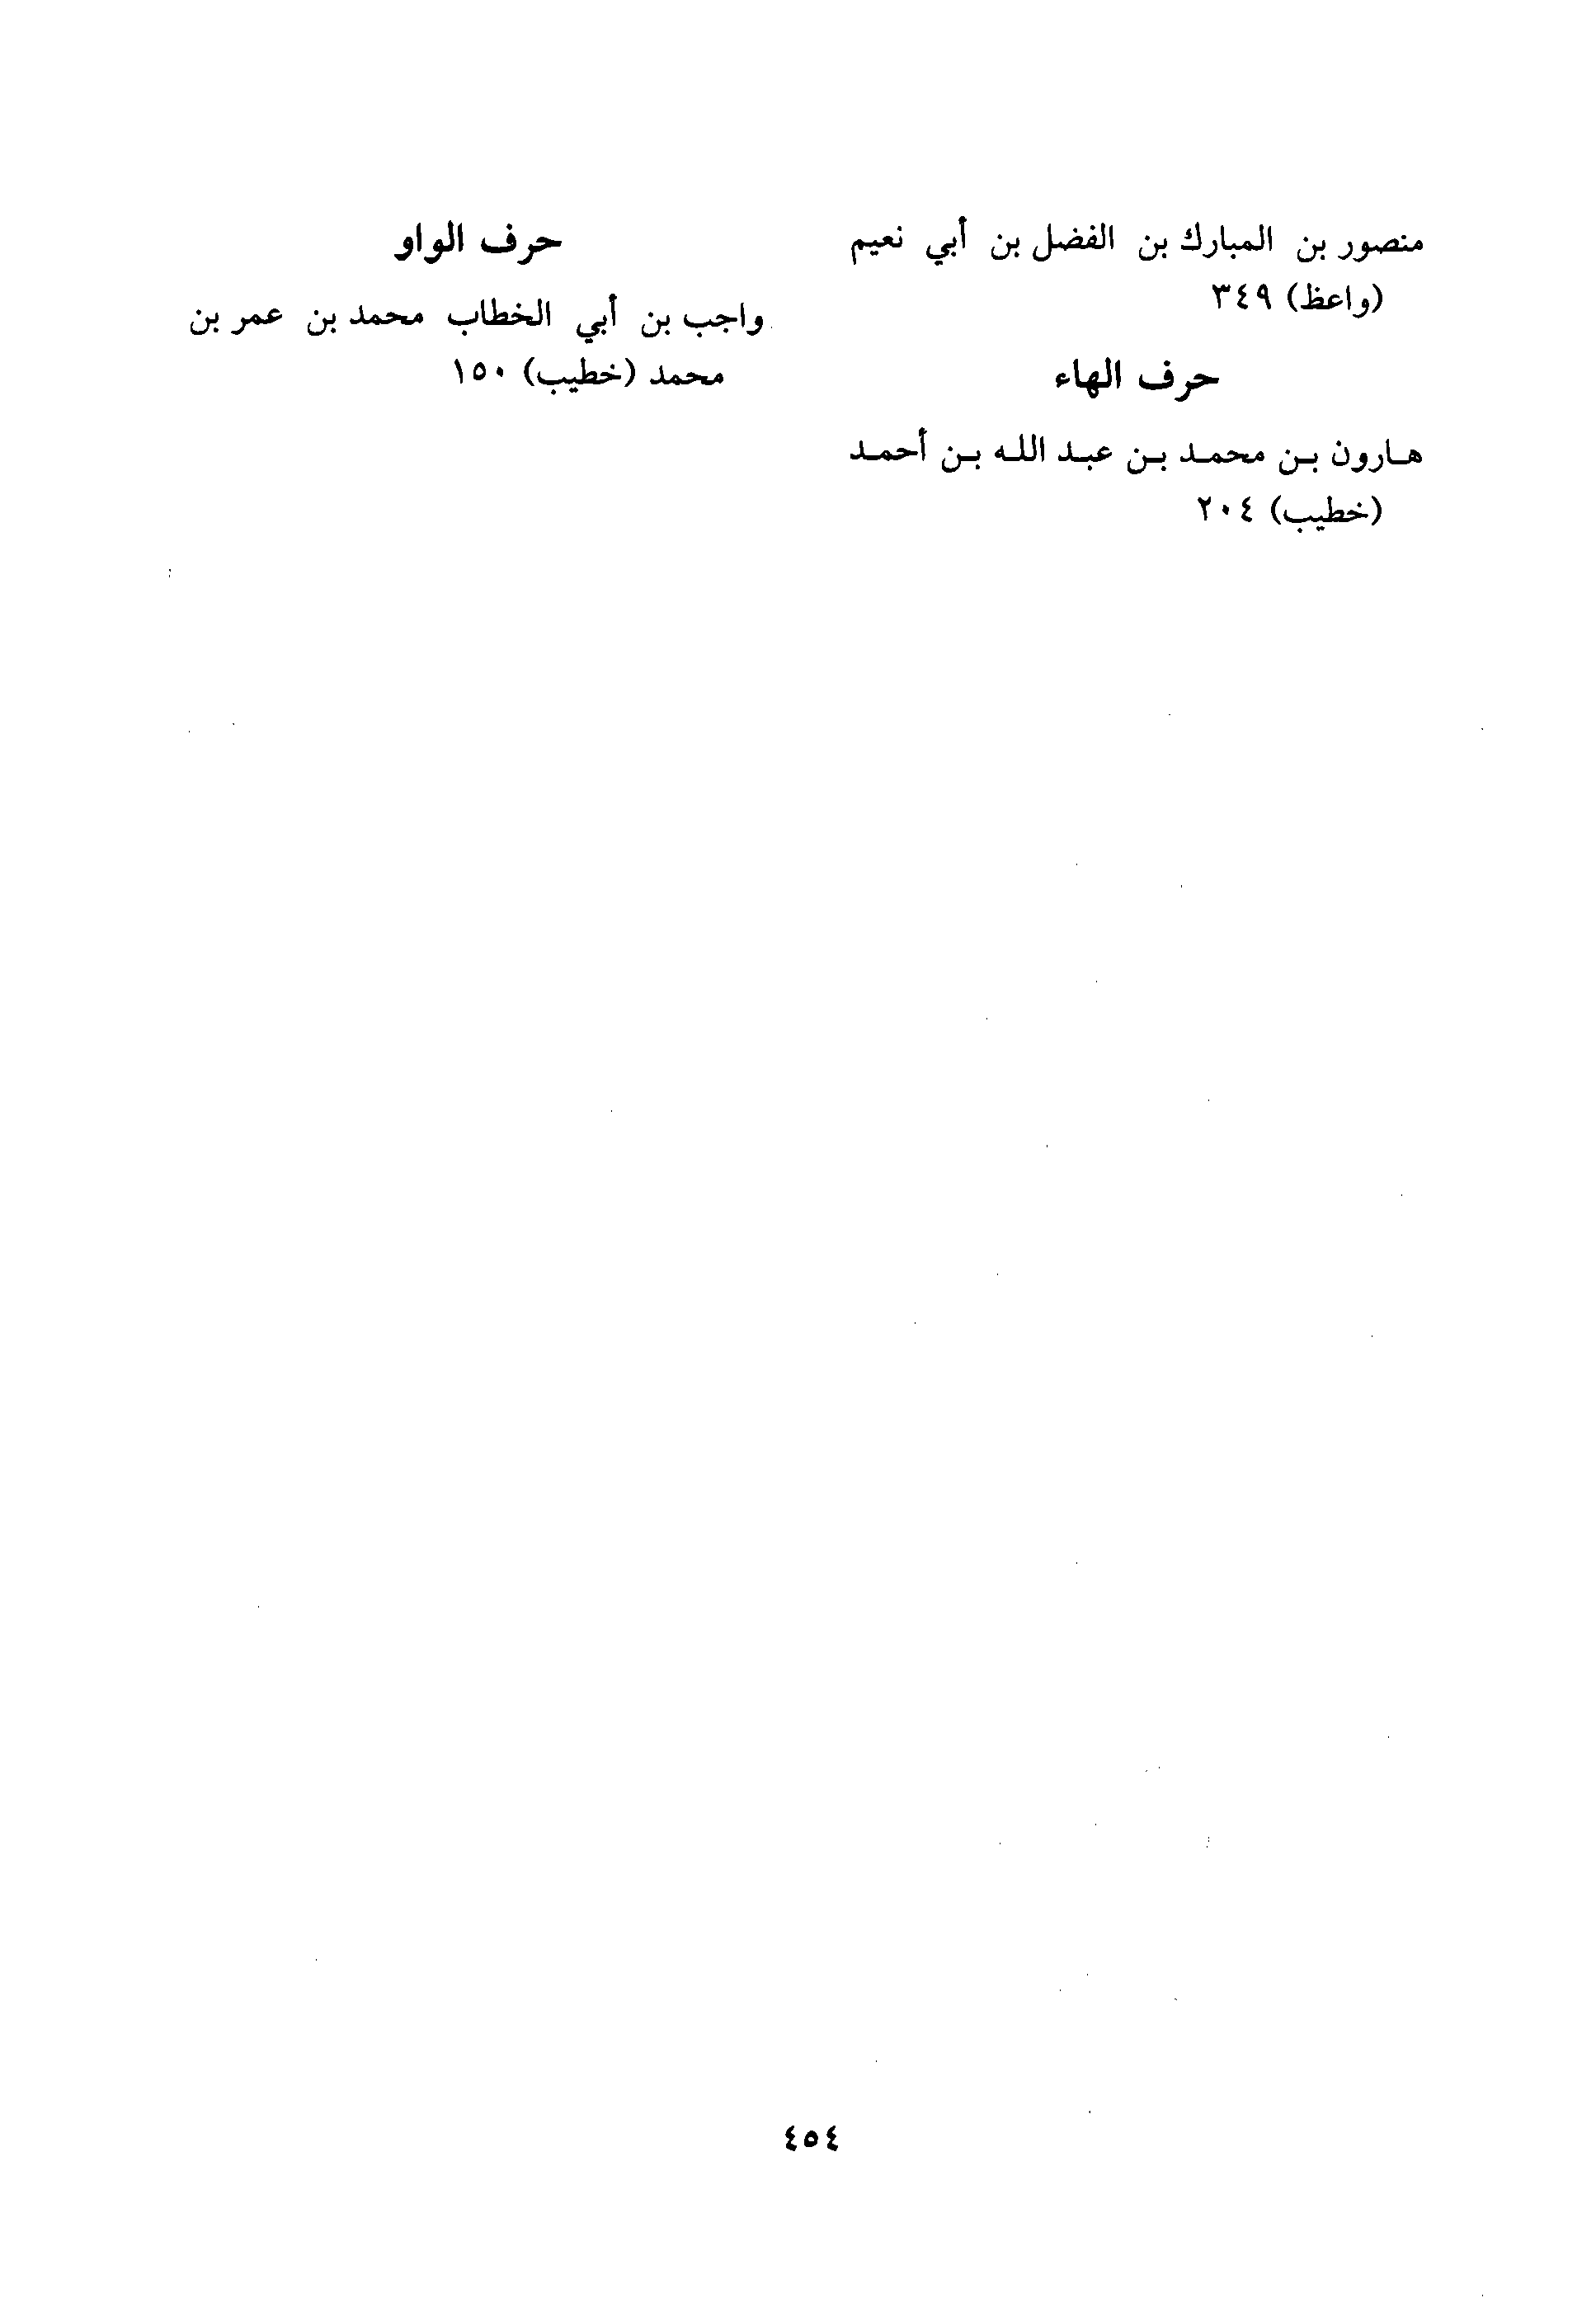 منصور بن المبارك بن الفضل بن أبي نعيم
(واعظ) ٣٤٩
حرف الهاء
هارون بن محمد بن عبد الله بن أحمد
(خطيب) ٢٠٤
حرف الواو
واجب بن أبي الخطاب محمد بن عمر بن
محمد (خطيب) ١٥٠
٤٥٤